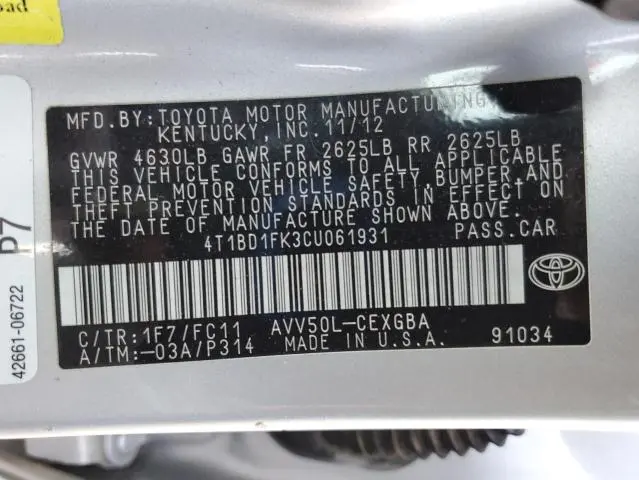 MFD.BY: TOYOTA MOTOR MANUFACTURING,
KENTUCKY, INC. 11/12
GVWR 4630LB GAWR FR 2625LB RR 2625LB
THIS VEHICLE CONFORMS TO ALL APPLICABLE
FEDERAL MOTOR VEHICLE SAFETY, BUMPER, AND
THEFT PREVENTION STANDARDS IN EFFECT ON
THE DATE OF MANUFACTURE SHOWN ABOVE.
4T1BD1FK3CU061931 PASS.CAR
C/TR: 1F7/FC11 AVV50L-CEXGBA
A/TM:-03A/P314 MADE IN U.S.A. 91034
42661-06722